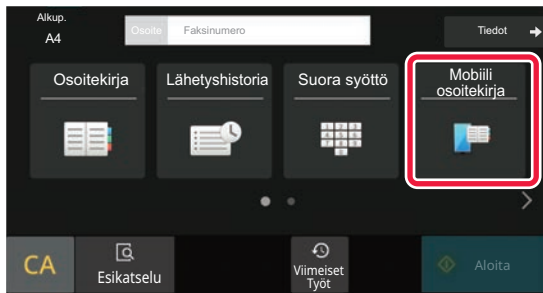 Alkup.
A4
Osoite
Faksinumero
Tiedot
Osoitekirja
Lähetyshistoria
Suora syöttö
Mobiili
osoitekirja
CA
Esikatselu
Viimeiset
Työt
Aloita